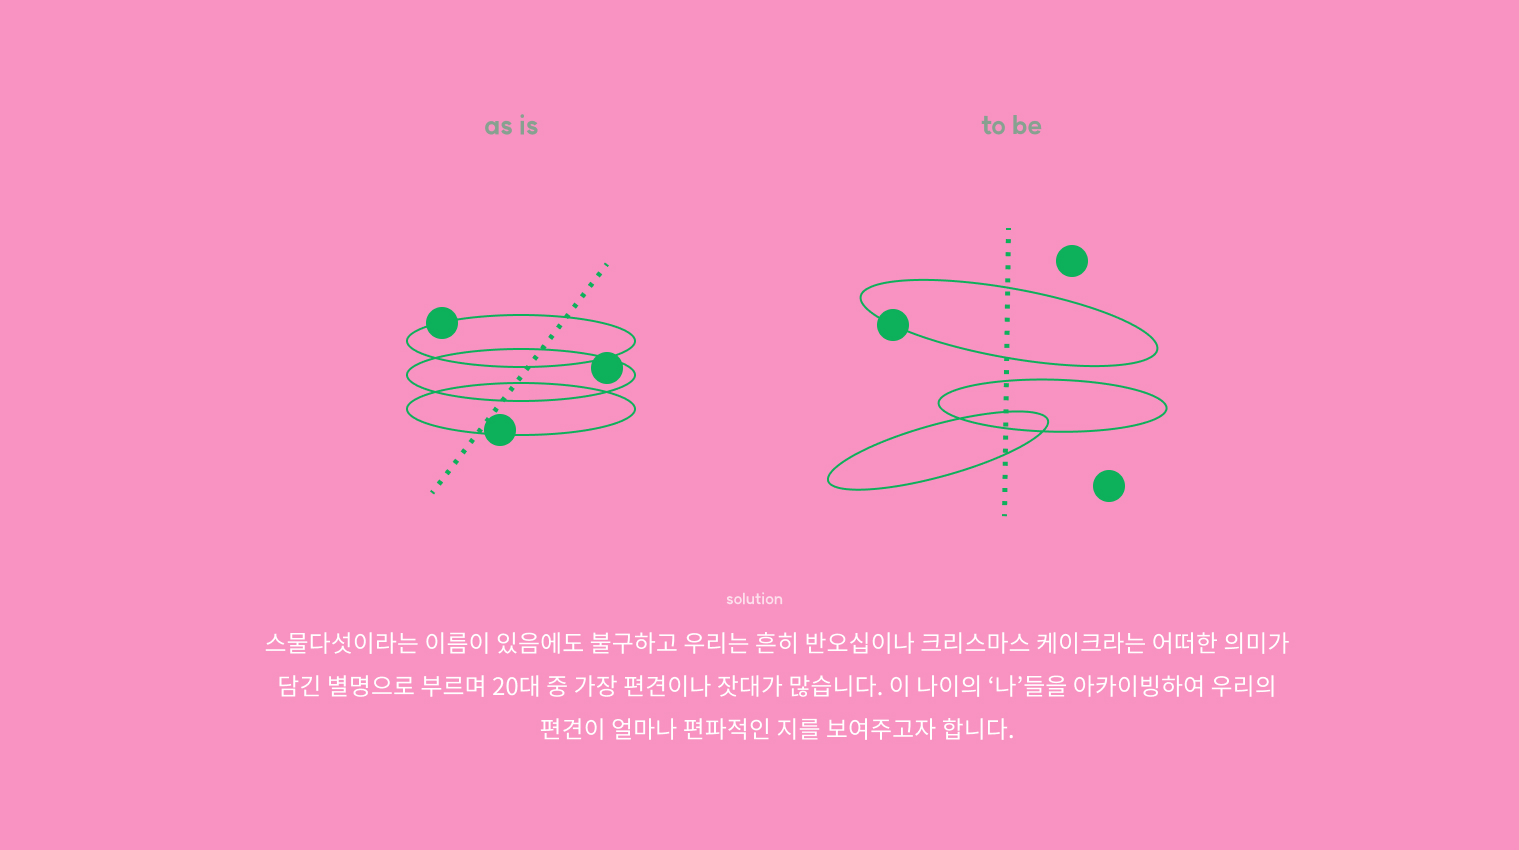 as is
to be
solution
스물다섯이라는 이름이 있음에도 불구하고 우리는 흔히 반오십이나 크리스마스 케이크라는 어떠한 의미가
담긴 별명으로 부르며 20대 중 가장 편견이나 잣대가 많습니다. 이 나이의 ‘나’들을 아카이빙하여 우리의
편견이 얼마나 편파적인 지를 보여주고자 합니다.